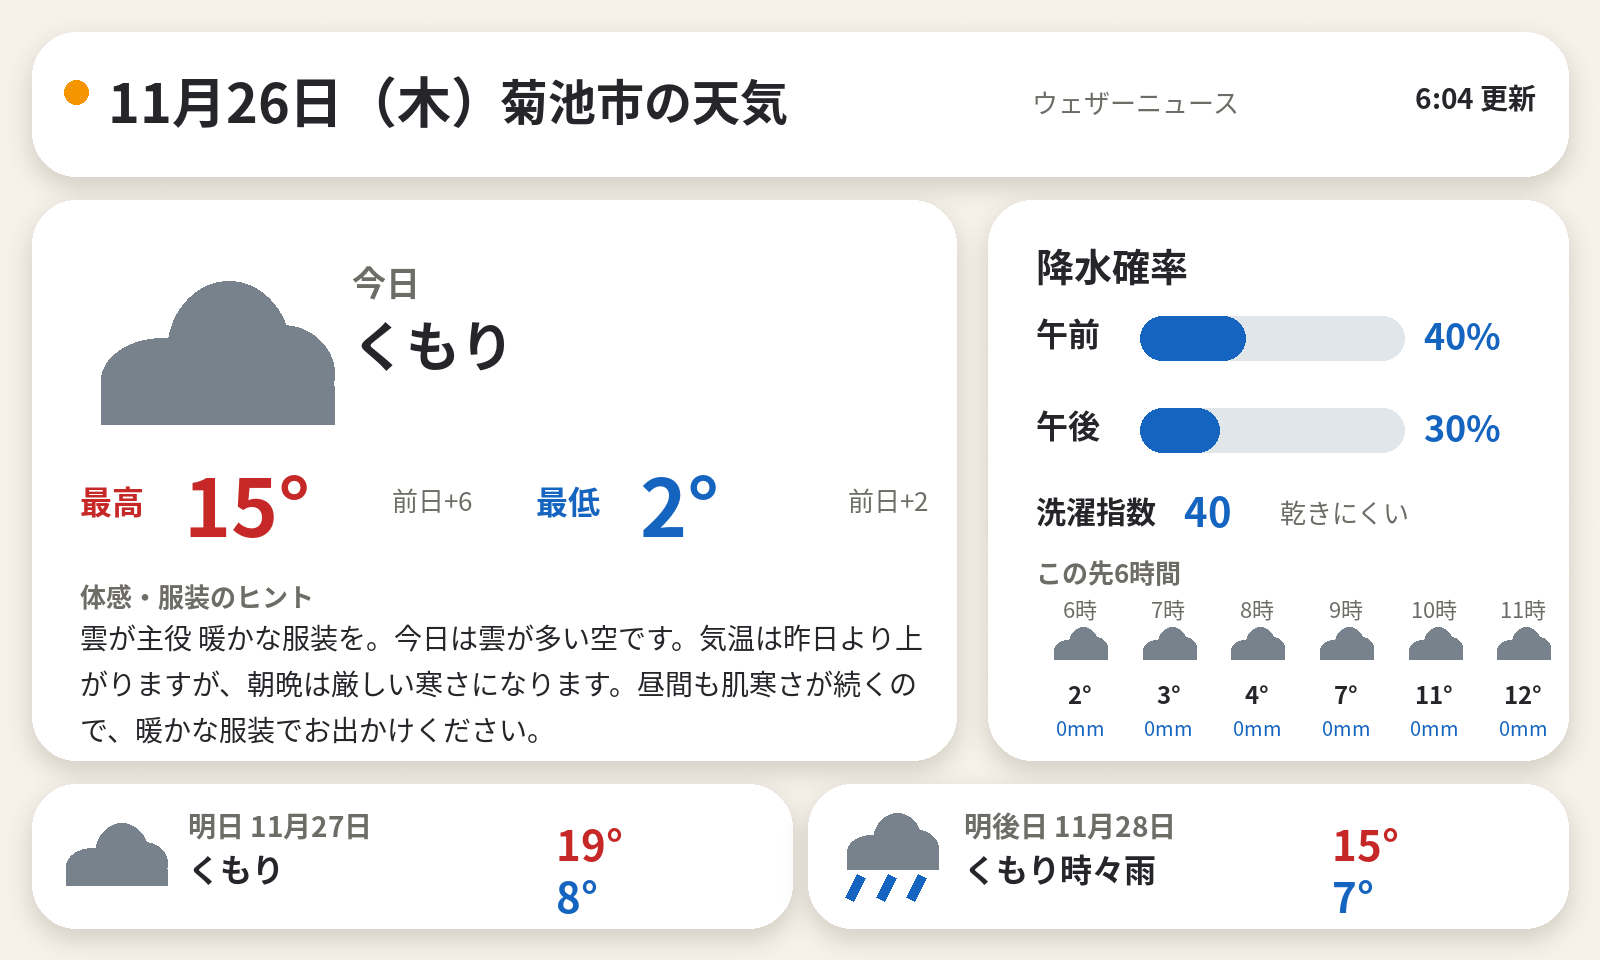 11月26日（木）菊池市の天気
ウェザーニュース
6:04 更新
今日
くもり
最高 15° 前日+6 最低 2° 前日+2
体感・服装のヒント
雲が主役 暖かな服装を。今日は雲が多い空です。気温は昨日より上
がりますが、朝晩は厳しい寒さになります。昼間も肌寒さが続くの
で、暖かな服装でお出かけください。
降水確率
午前 40%
午後 30%
洗濯指数 40 乾きにくい
この先6時間
6時 7時 8時 9時 10時 11時
2° 3° 4° 7° 11° 12°
0mm 0mm 0mm 0mm 0mm 0mm
明日 11月27日
くもり
19°
8°
明後日 11月28日
くもり時々雨
15°
7°